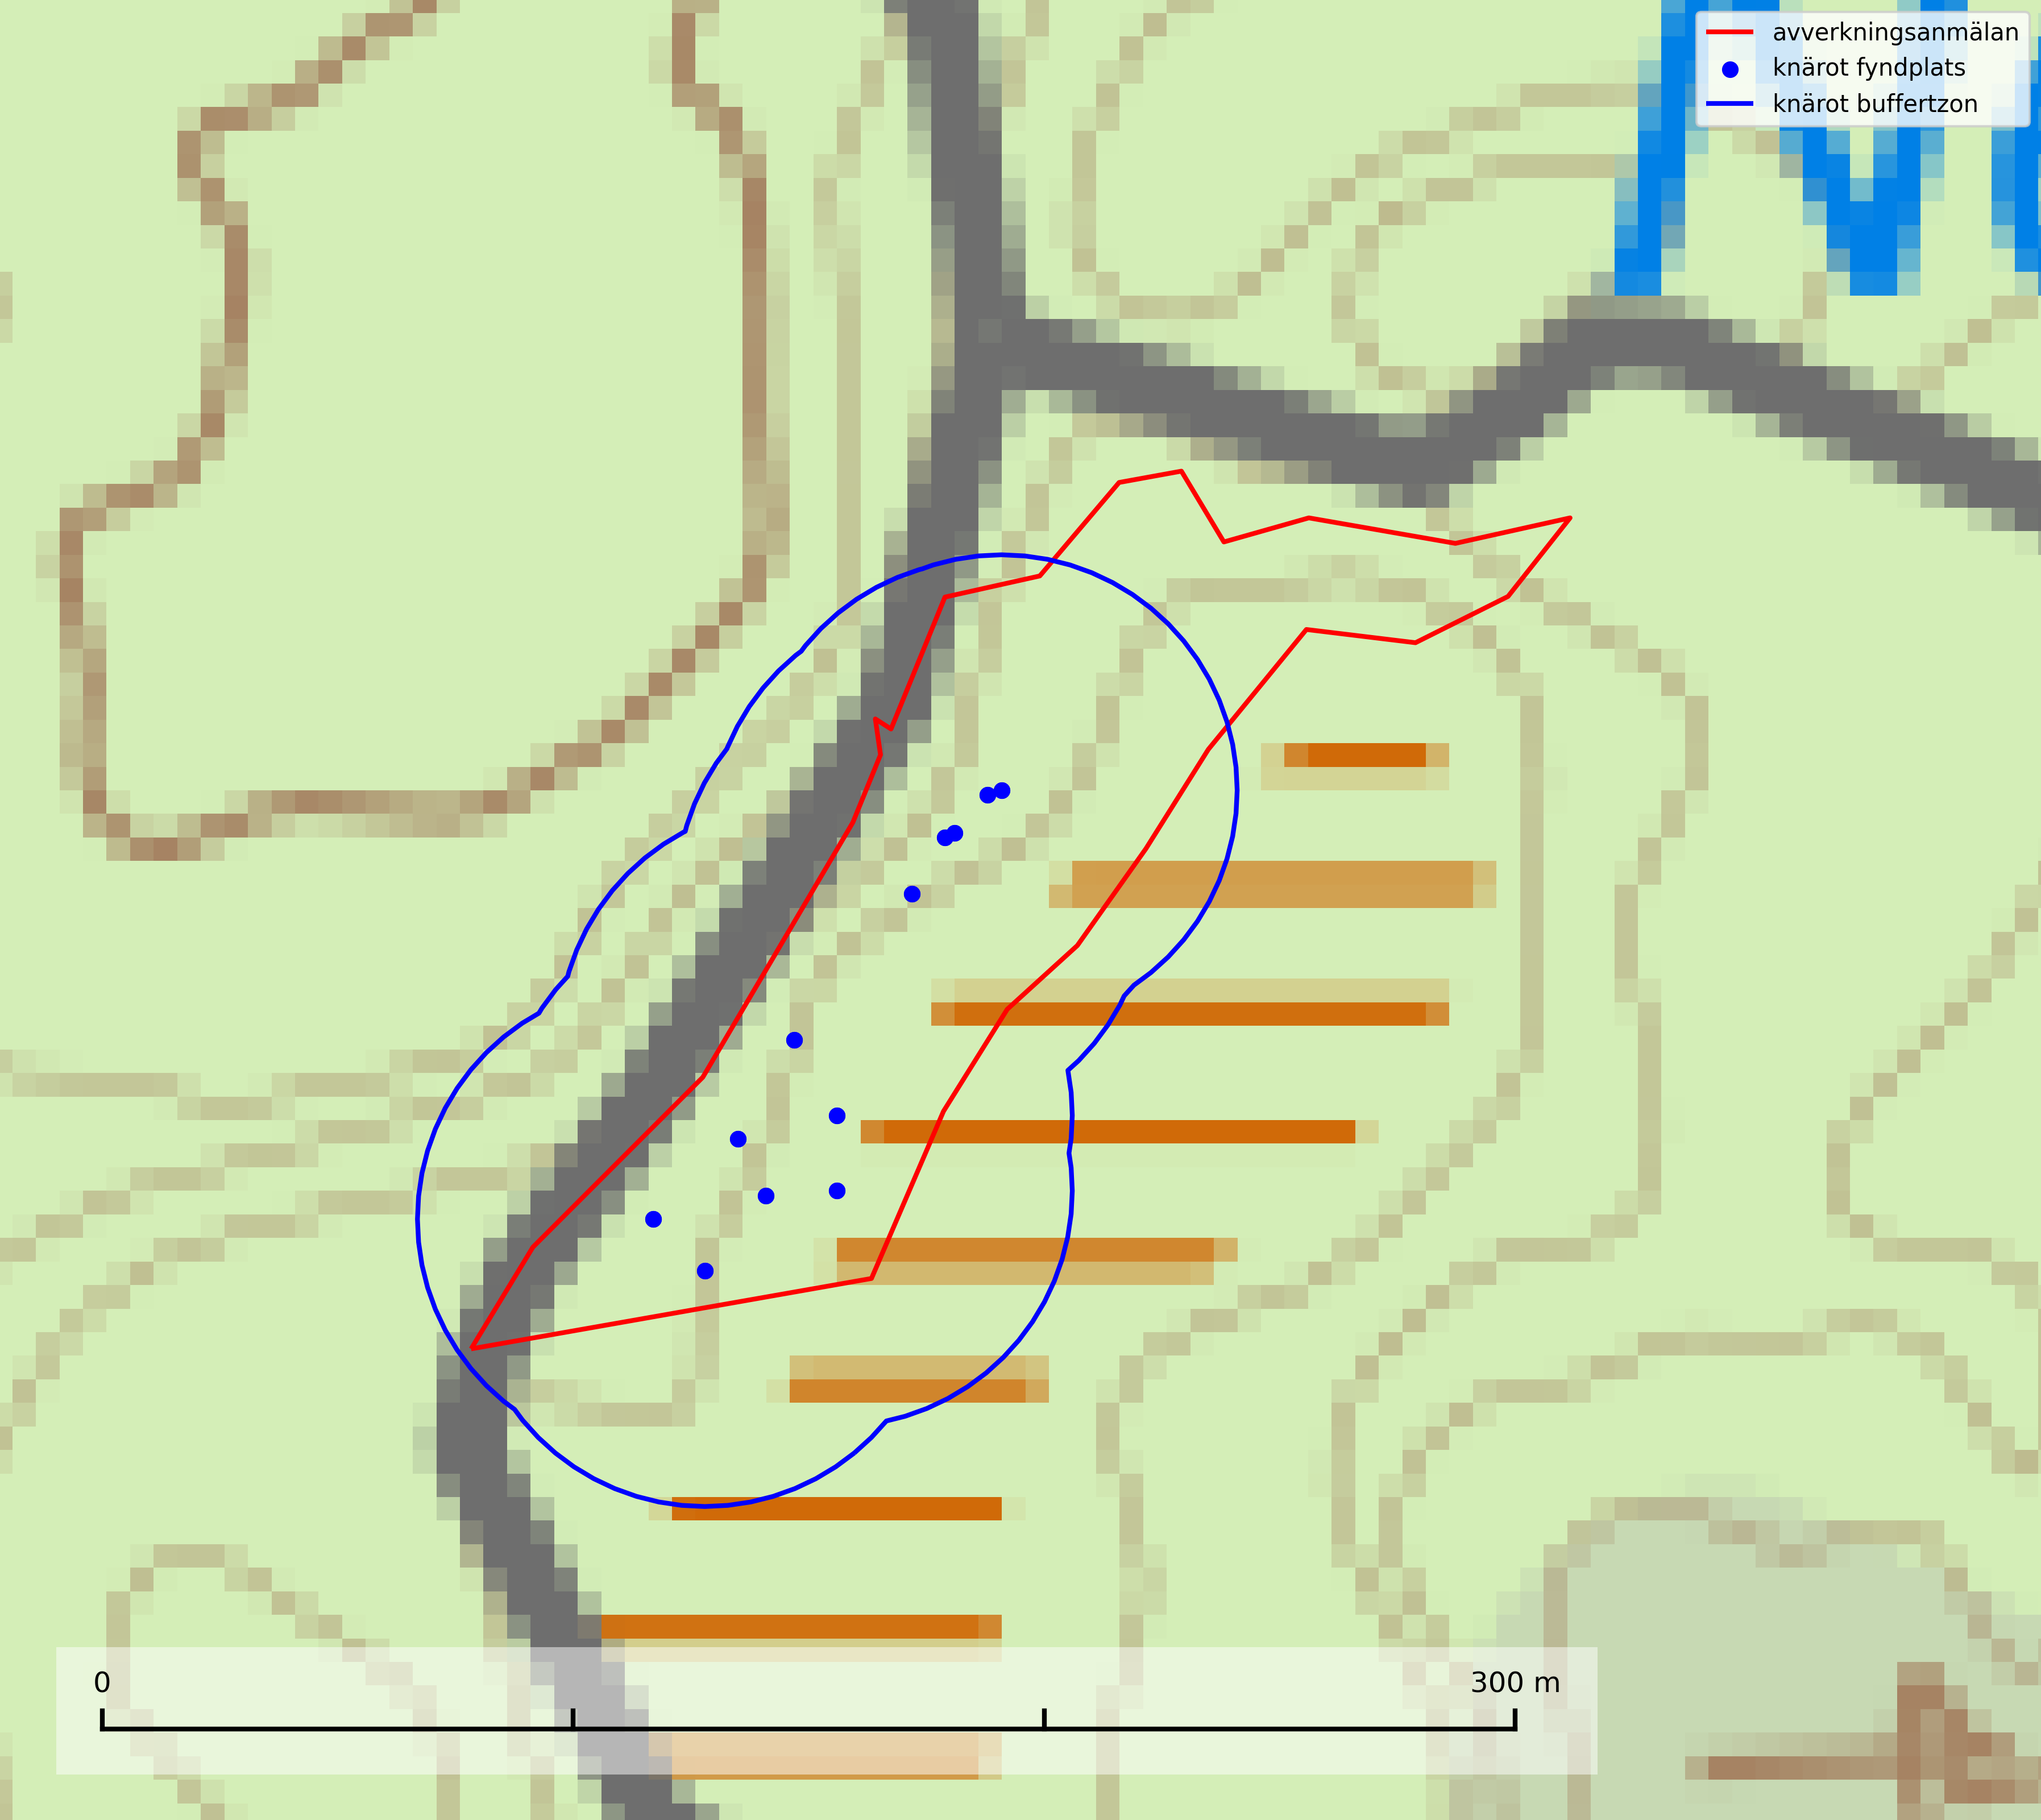 avverkningsanmälan
knärot fyndplats
knärot buffertzon
0
300 m